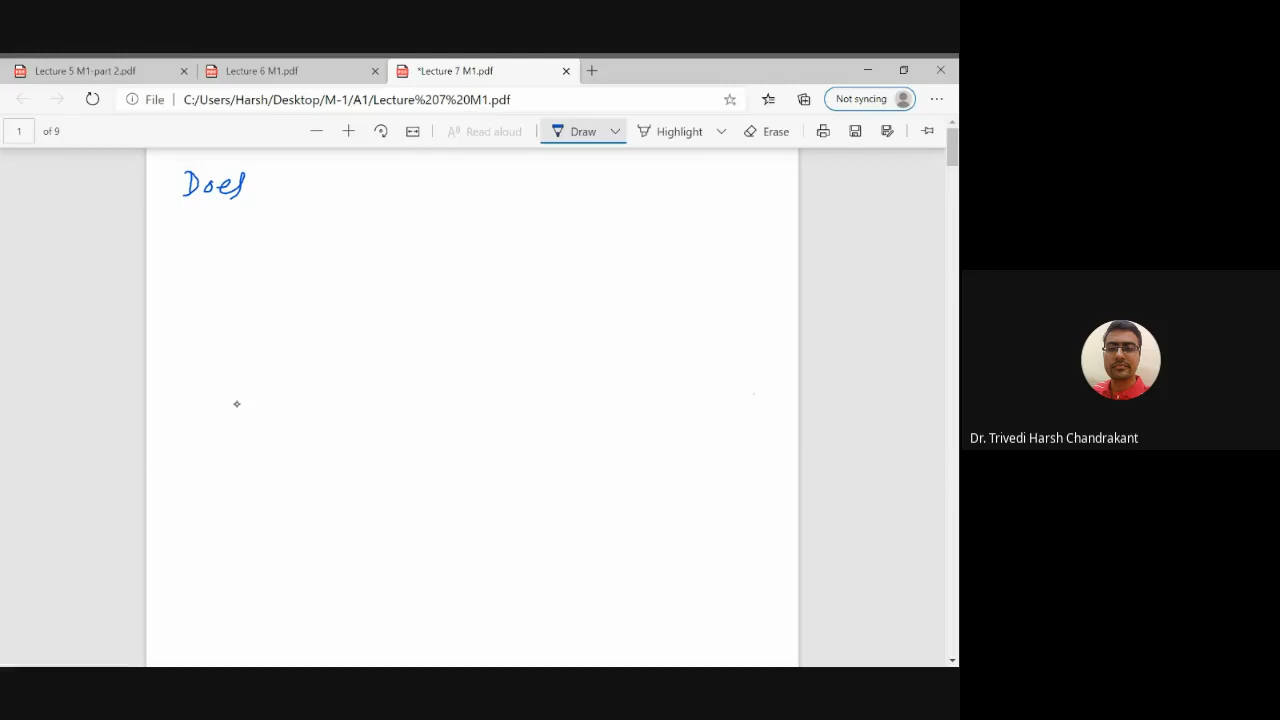 Lecture 5 M1-part 2.pdf
Lecture 6 M1.pdf
*Lecture 7 M1.pdf
File
C:/Users/Harsh/Desktop/M-1/A1/Lecture%207%20M1.pdf
Not syncing
1 of 9
Read aloud
Draw
Highlight
Erase
Does
Dr. Trivedi Harsh Chandrakant